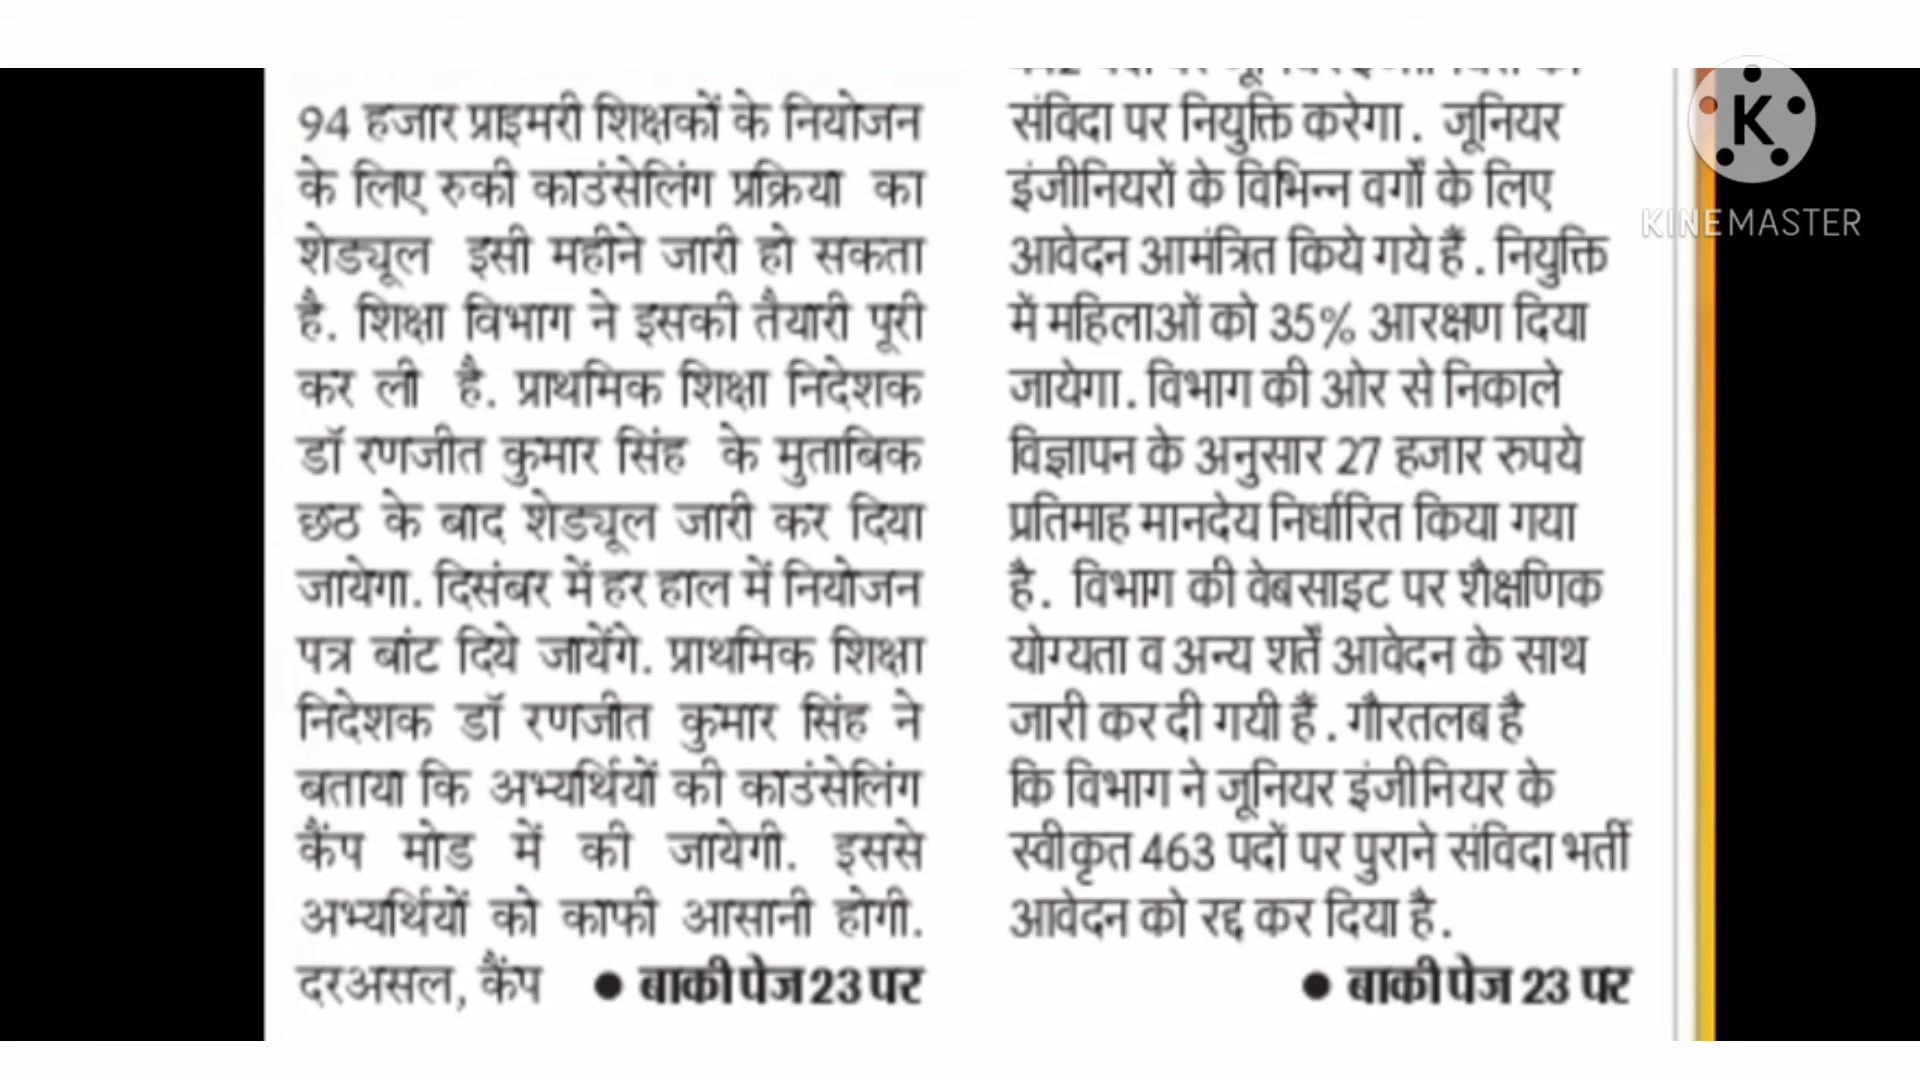 94 हजार प्राइमरी शिक्षकों के नियोजन
के लिए रुकी काउंसेलिंग प्रक्रिया का
शेड्यूल इसी महीने जारी हो सकता
है. शिक्षा विभाग ने इसकी तैयारी पूरी
कर ली है. प्राथमिक शिक्षा निदेशक
डॉ रणजीत कुमार सिंह के मुताबिक
छठ के बाद शेड्यूल जारी कर दिया
जायेगा. दिसंबर में हर हाल में नियोजन
पत्र बांट दिये जायेंगे. प्राथमिक शिक्षा
निदेशक डॉ रणजीत कुमार सिंह ने
बताया कि अभ्यर्थियों की काउंसेलिंग
कैंप मोड में की जायेगी. इससे
अभ्यर्थियों को काफी आसानी होगी.
दरअसल, कैंप ● बाकी पेज 23 पर
संविदा पर नियुक्ति करेगा. जूनियर
इंजीनियरों के विभिन्न वर्गों के लिए
आवेदन आमंत्रित किये गये हैं. नियुक्ति
में महिलाओं को 35% आरक्षण दिया
जायेगा. विभाग की ओर से निकाले
विज्ञापन के अनुसार 27 हजार रुपये
प्रतिमाह मानदेय निर्धारित किया गया
है. विभाग की वेबसाइट पर शैक्षणिक
योग्यता व अन्य शर्तें आवेदन के साथ
जारी कर दी गयी हैं. गौरतलब है
कि विभाग ने जूनियर इंजीनियर के
स्वीकृत 463 पदों पर पुराने संविदा भर्ती
आवेदन को रद्द कर दिया है.
● बाकी पेज 23 पर
K
KINEMASTER